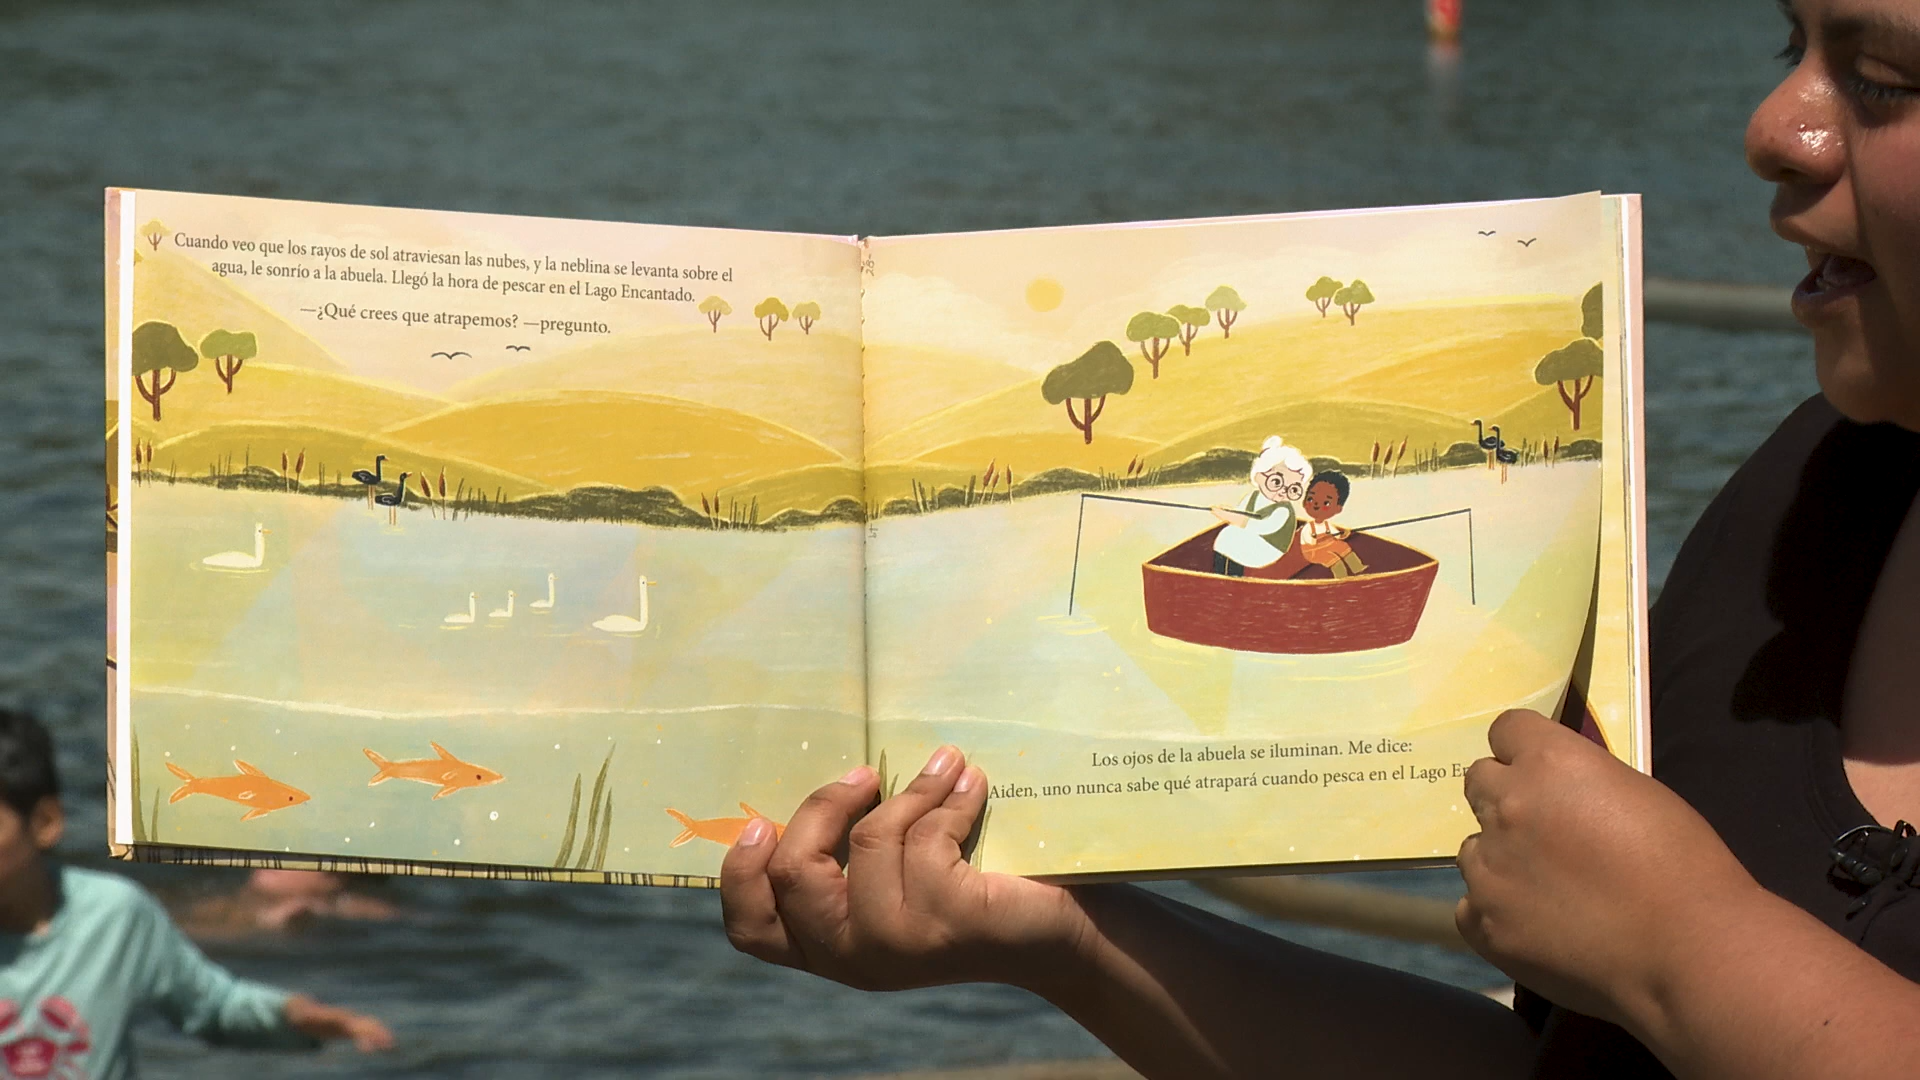 Cuando veo que los rayos de sol atraviesan las nubes, y la neblina se levanta sobre el
agua, le sonrío a la abuela. Llegó la hora de pescar en el Lago Encantado.
—¿Qué crees que atrapemos? —pregunto.
Los ojos de la abuela se iluminan. Me dice:
Aiden, uno nunca sabe qué atrapará cuando pesca en el Lago